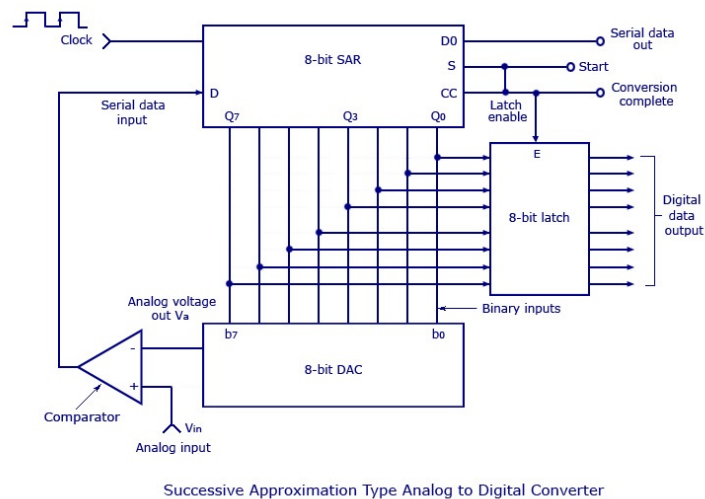 Clock
8-bit SAR
D0
Serial data
out
S
Start
CC
Conversion
complete
Latch
enable
Serial data
input
D
Q7
Q3
Q0
E
8-bit latch
Digital
data
output
Analog voltage
out Va
Binary inputs
b7
b0
8-bit DAC
-
+
Comparator
Vin
Analog input
Successive Approximation Type Analog to Digital Converter